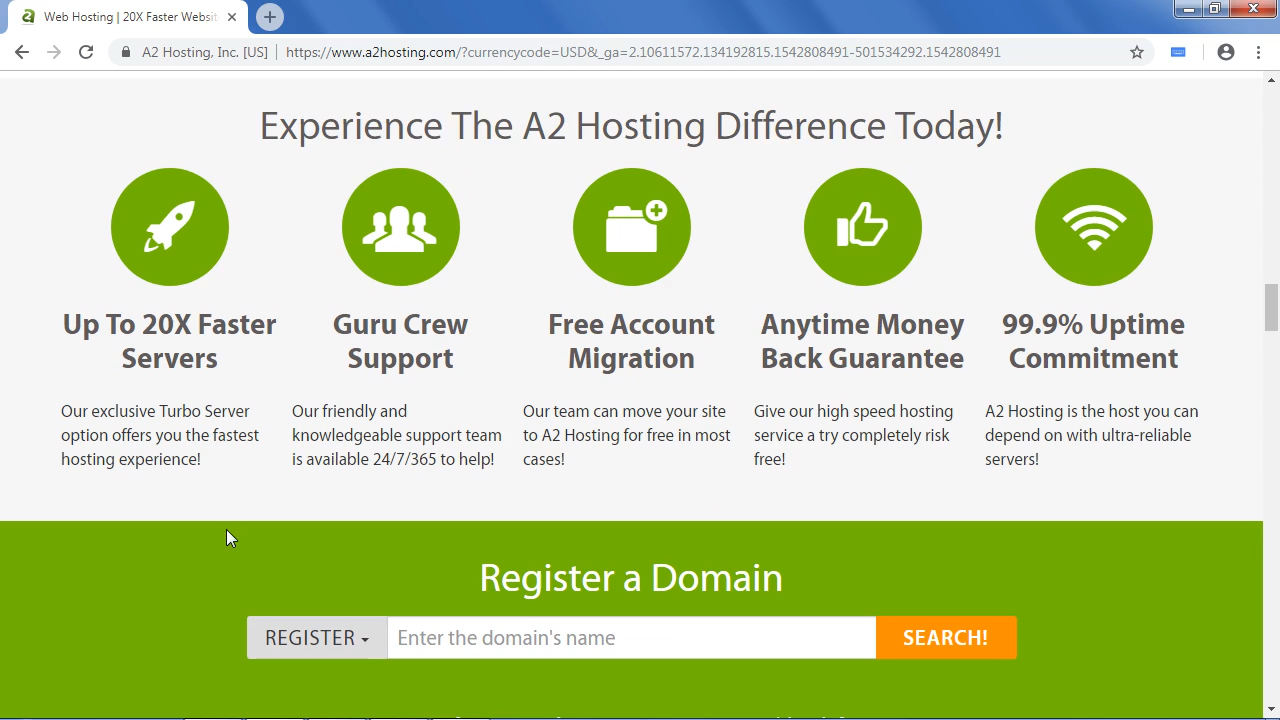 Web Hosting | 20X Faster Websit
A2 Hosting, Inc. [US] | https://www.a2hosting.com/?currencycode=USD&_ga=2.10611572.134192815.1542808491-501534292.1542808491
Experience The A2 Hosting Difference Today!
Up To 20X Faster
Servers
Our exclusive Turbo Server
option offers you the fastest
hosting experience!
Guru Crew
Support
Our friendly and
knowledgeable support team
is available 24/7/365 to help!
Free Account
Migration
Our team can move your site
to A2 Hosting for free in most
cases!
Anytime Money
Back Guarantee
Give our high speed hosting
service a try completely risk
free!
99.9% Uptime
Commitment
A2 Hosting is the host you can
depend on with ultra-reliable
servers!
Register a Domain
REGISTER
Enter the domain's name
SEARCH!